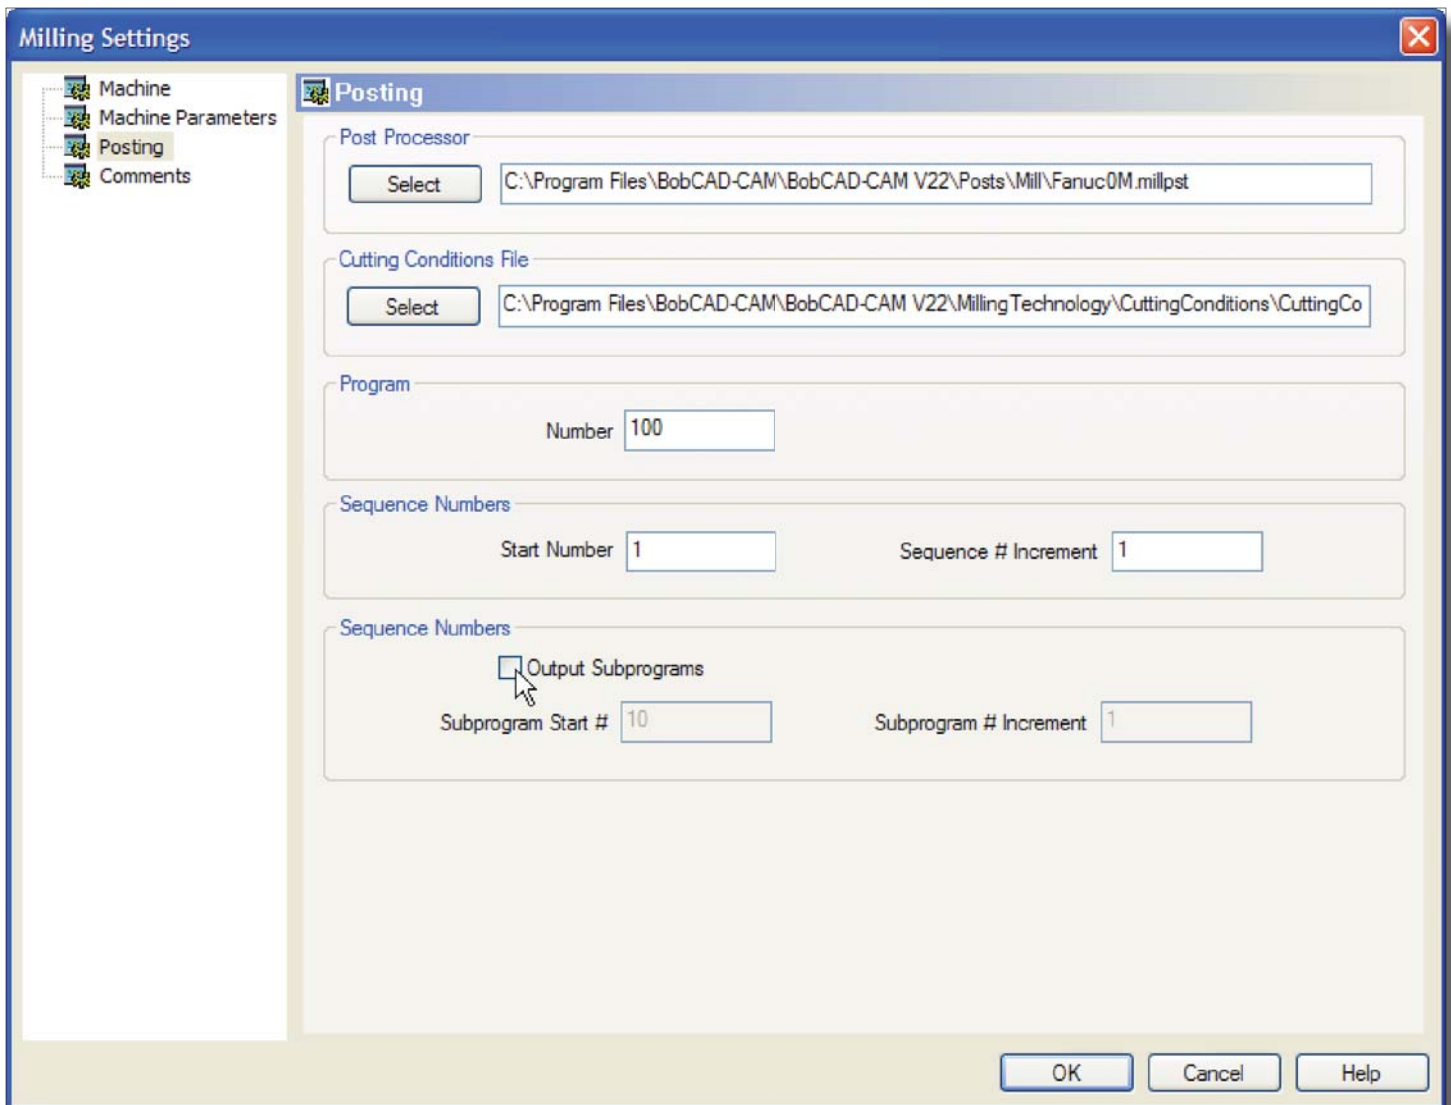 Milling Settings
Machine
Machine Parameters
Posting
Comments
Posting
Post Processor
Select C:\Program Files\BobCAD-CAM\BobCAD-CAM V22\Posts\Mill\Fanuc0M.millpst
Cutting Conditions File
Select C:\Program Files\BobCAD-CAM\BobCAD-CAM V22\MillingTechnology\CuttingConditions\CuttingCo
Program
Number 100
Sequence Numbers
Start Number 1 Sequence # Increment 1
Sequence Numbers
Output Subprograms
Subprogram Start # 10 Subprogram # Increment 1
OK Cancel Help